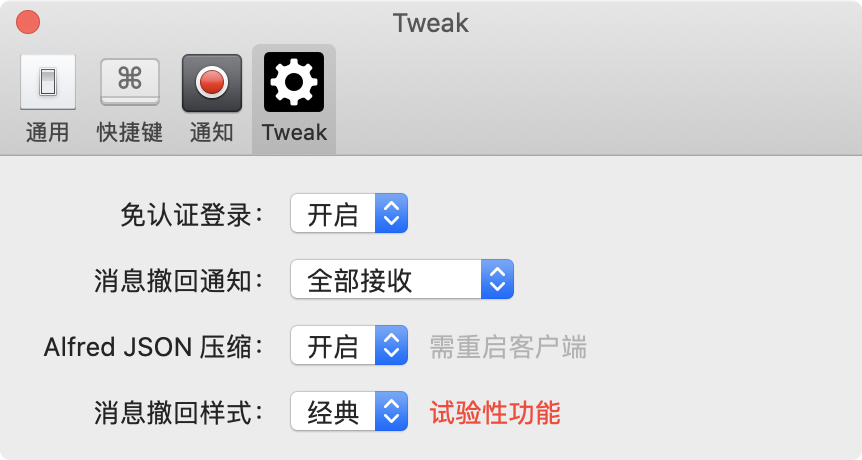 Tweak
通用 快捷键 通知 Tweak
免认证登录： 开启
消息撤回通知： 全部接收
Alfred JSON 压缩： 开启 需重启客户端
消息撤回样式： 经典 试验性功能